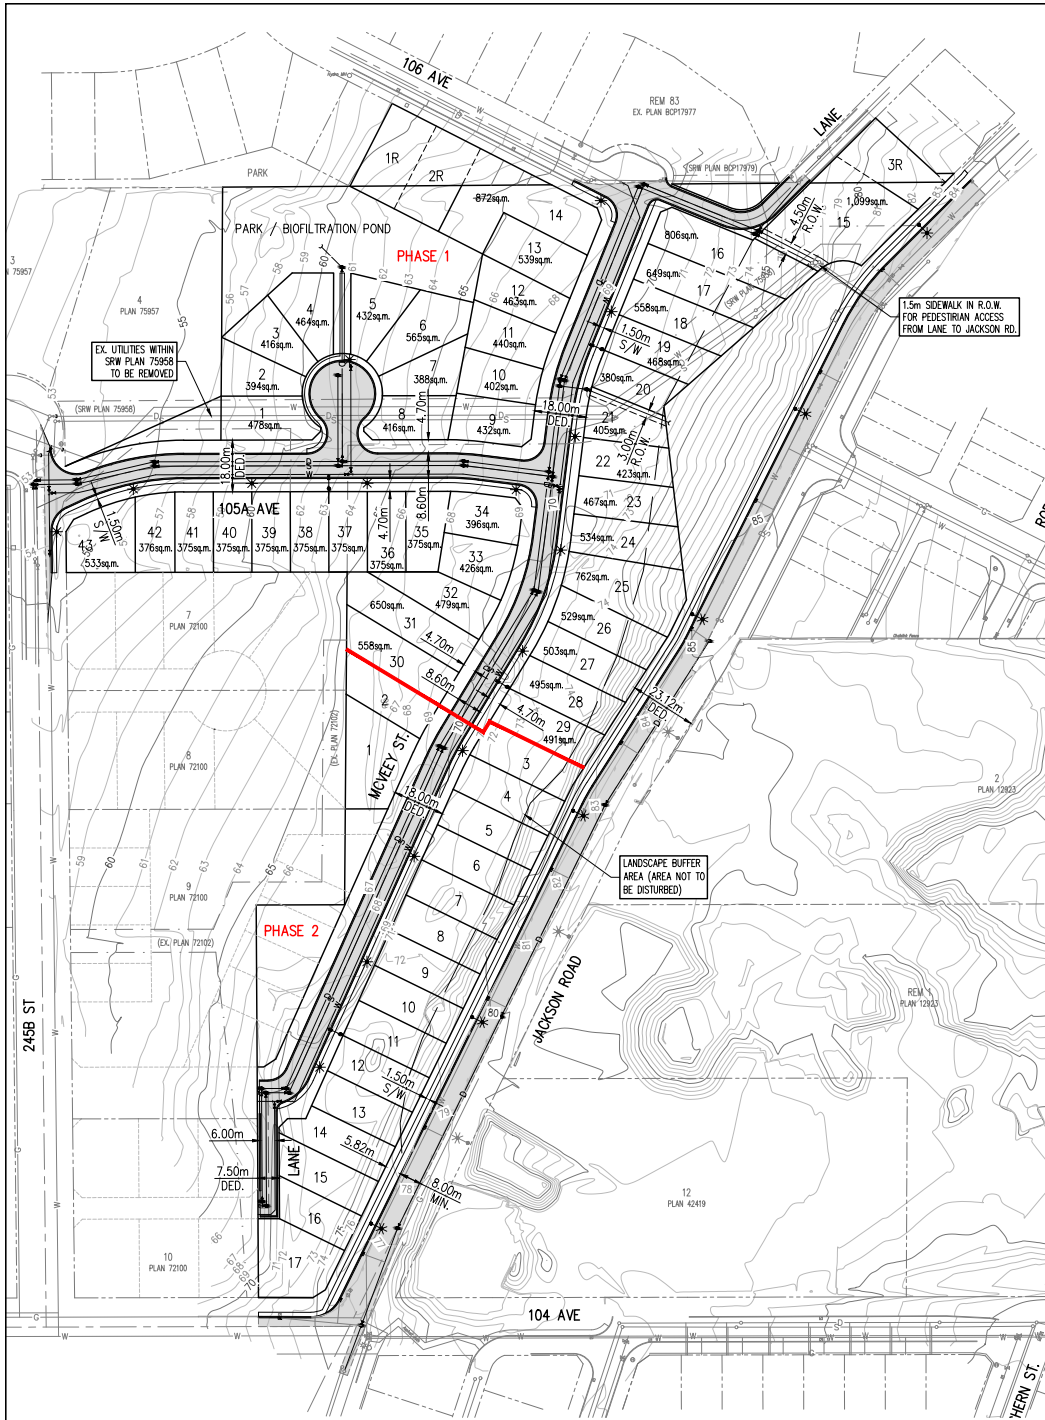 106 AVE
REM 83
EX. PLAN BCP17977
LANE
(SRW PLAN BCP17979)
PARK
1R
2R
3R
872sq.m.
14
PARK / BIOFILTRATION POND
PHASE 1
13
539sq.m.
12
463sq.m.
11
440sq.m.
10
402sq.m.
9
432sq.m.
806sq.m.
16
649sq.m.
17
558sq.m.
18
19
468sq.m.
380sq.m.
20
21
405sq.m.
22
423sq.m.
467sq.m.
23
534sq.m.
24
762sq.m.
25
529sq.m.
26
503sq.m.
27
495sq.m.
28
29
491sq.m.
4.50m
R.O.W.
1,099sq.m.
15
1.5m SIDEWALK IN R.O.W.
FOR PEDESTRIAN ACCESS
FROM LANE TO JACKSON RD.
4
PLAN 75957
EX. UTILITIES WITHIN
SRW PLAN 75958
TO BE REMOVED
(SRW PLAN 75958)
4
464sq.m.
3
416sq.m.
2
394sq.m.
1
478sq.m.
5
432sq.m.
6
565sq.m.
7
388sq.m.
8
416sq.m.
4.70m
1.50m
S/W
18.00m
DED.
3.00m
R.O.W.
18.00m
DED.
8.60m
4.70m
1.50m
S/W
105A AVE
43
533sq.m.
42
376sq.m.
41
375sq.m.
40
375sq.m.
39
375sq.m.
38
375sq.m.
37
375sq.m.
36
375sq.m.
35
375sq.m.
34
396sq.m.
33
426sq.m.
32
479sq.m.
650sq.m.
31
558sq.m.
30
4.70m
8.60m
4.70m
23.12m
DED.
7
PLAN 72100
8
PLAN 72100
9
PLAN 72100
10
PLAN 72100
(EX. PLAN 72102)
(EX. PLAN 72102)
2
1
MCVEEY ST.
18.00m
DED.
3
4
5
6
7
8
9
10
11
12
13
14
15
16
17
LANDSCAPE BUFFER
AREA (AREA NOT TO
BE DISTURBED)
PHASE 2
245B ST
JACKSON ROAD
2
PLAN 12923
REM 1
PLAN 12923
12
PLAN 42419
1.50m
S/W
5.82m
6.00m
7.50m
DED.
LANE
8.00m
MIN.
104 AVE
HERN ST.